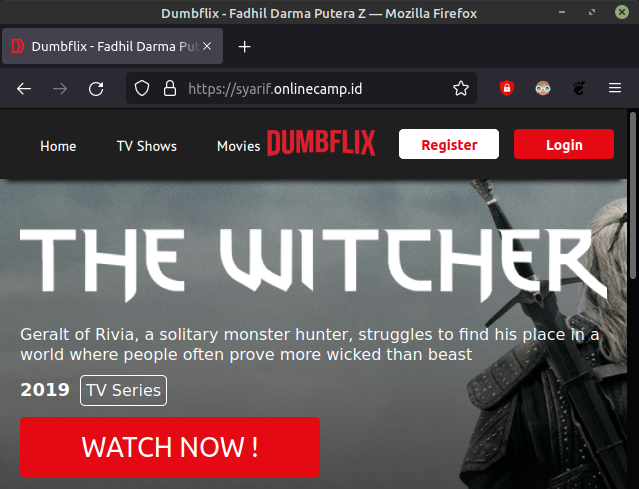 Dumbflix - Fadhil Darma Putera Z — Mozilla Firefox
Dumbflix - Fadhil Darma Put
https://syarif.onlinecamp.id
Home TV Shows Movies DUMBFLIX Register Login
THE WITCHER
Geralt of Rivia, a solitary monster hunter, struggles to find his place in a
world where people often prove more wicked than beast
2019 TV Series
WATCH NOW !